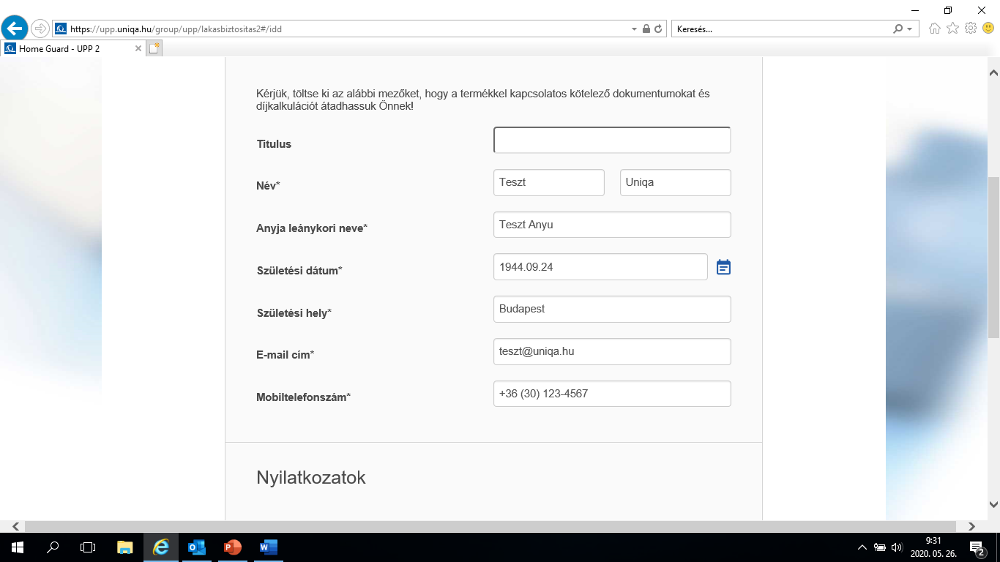 https://upp.uniqa.hu/group/upp/lakasbiztositas2#/idd
Keresés...
Home Guard - UPP 2
Kérjük, töltse ki az alábbi mezőket, hogy a termékkel kapcsolatos kötelező dokumentumokat és
díjkalkulációt átadhassuk Önnek!
Titulus
Név* Teszt Uniqa
Anyja leánykori neve* Teszt Anyu
Születési dátum* 1944.09.24
Születési hely* Budapest
E-mail cím* teszt@uniqa.hu
Mobiltelefonszám* +36 (30) 123-4567
Nyilatkozatok
9:31
2020. 05. 26.
2